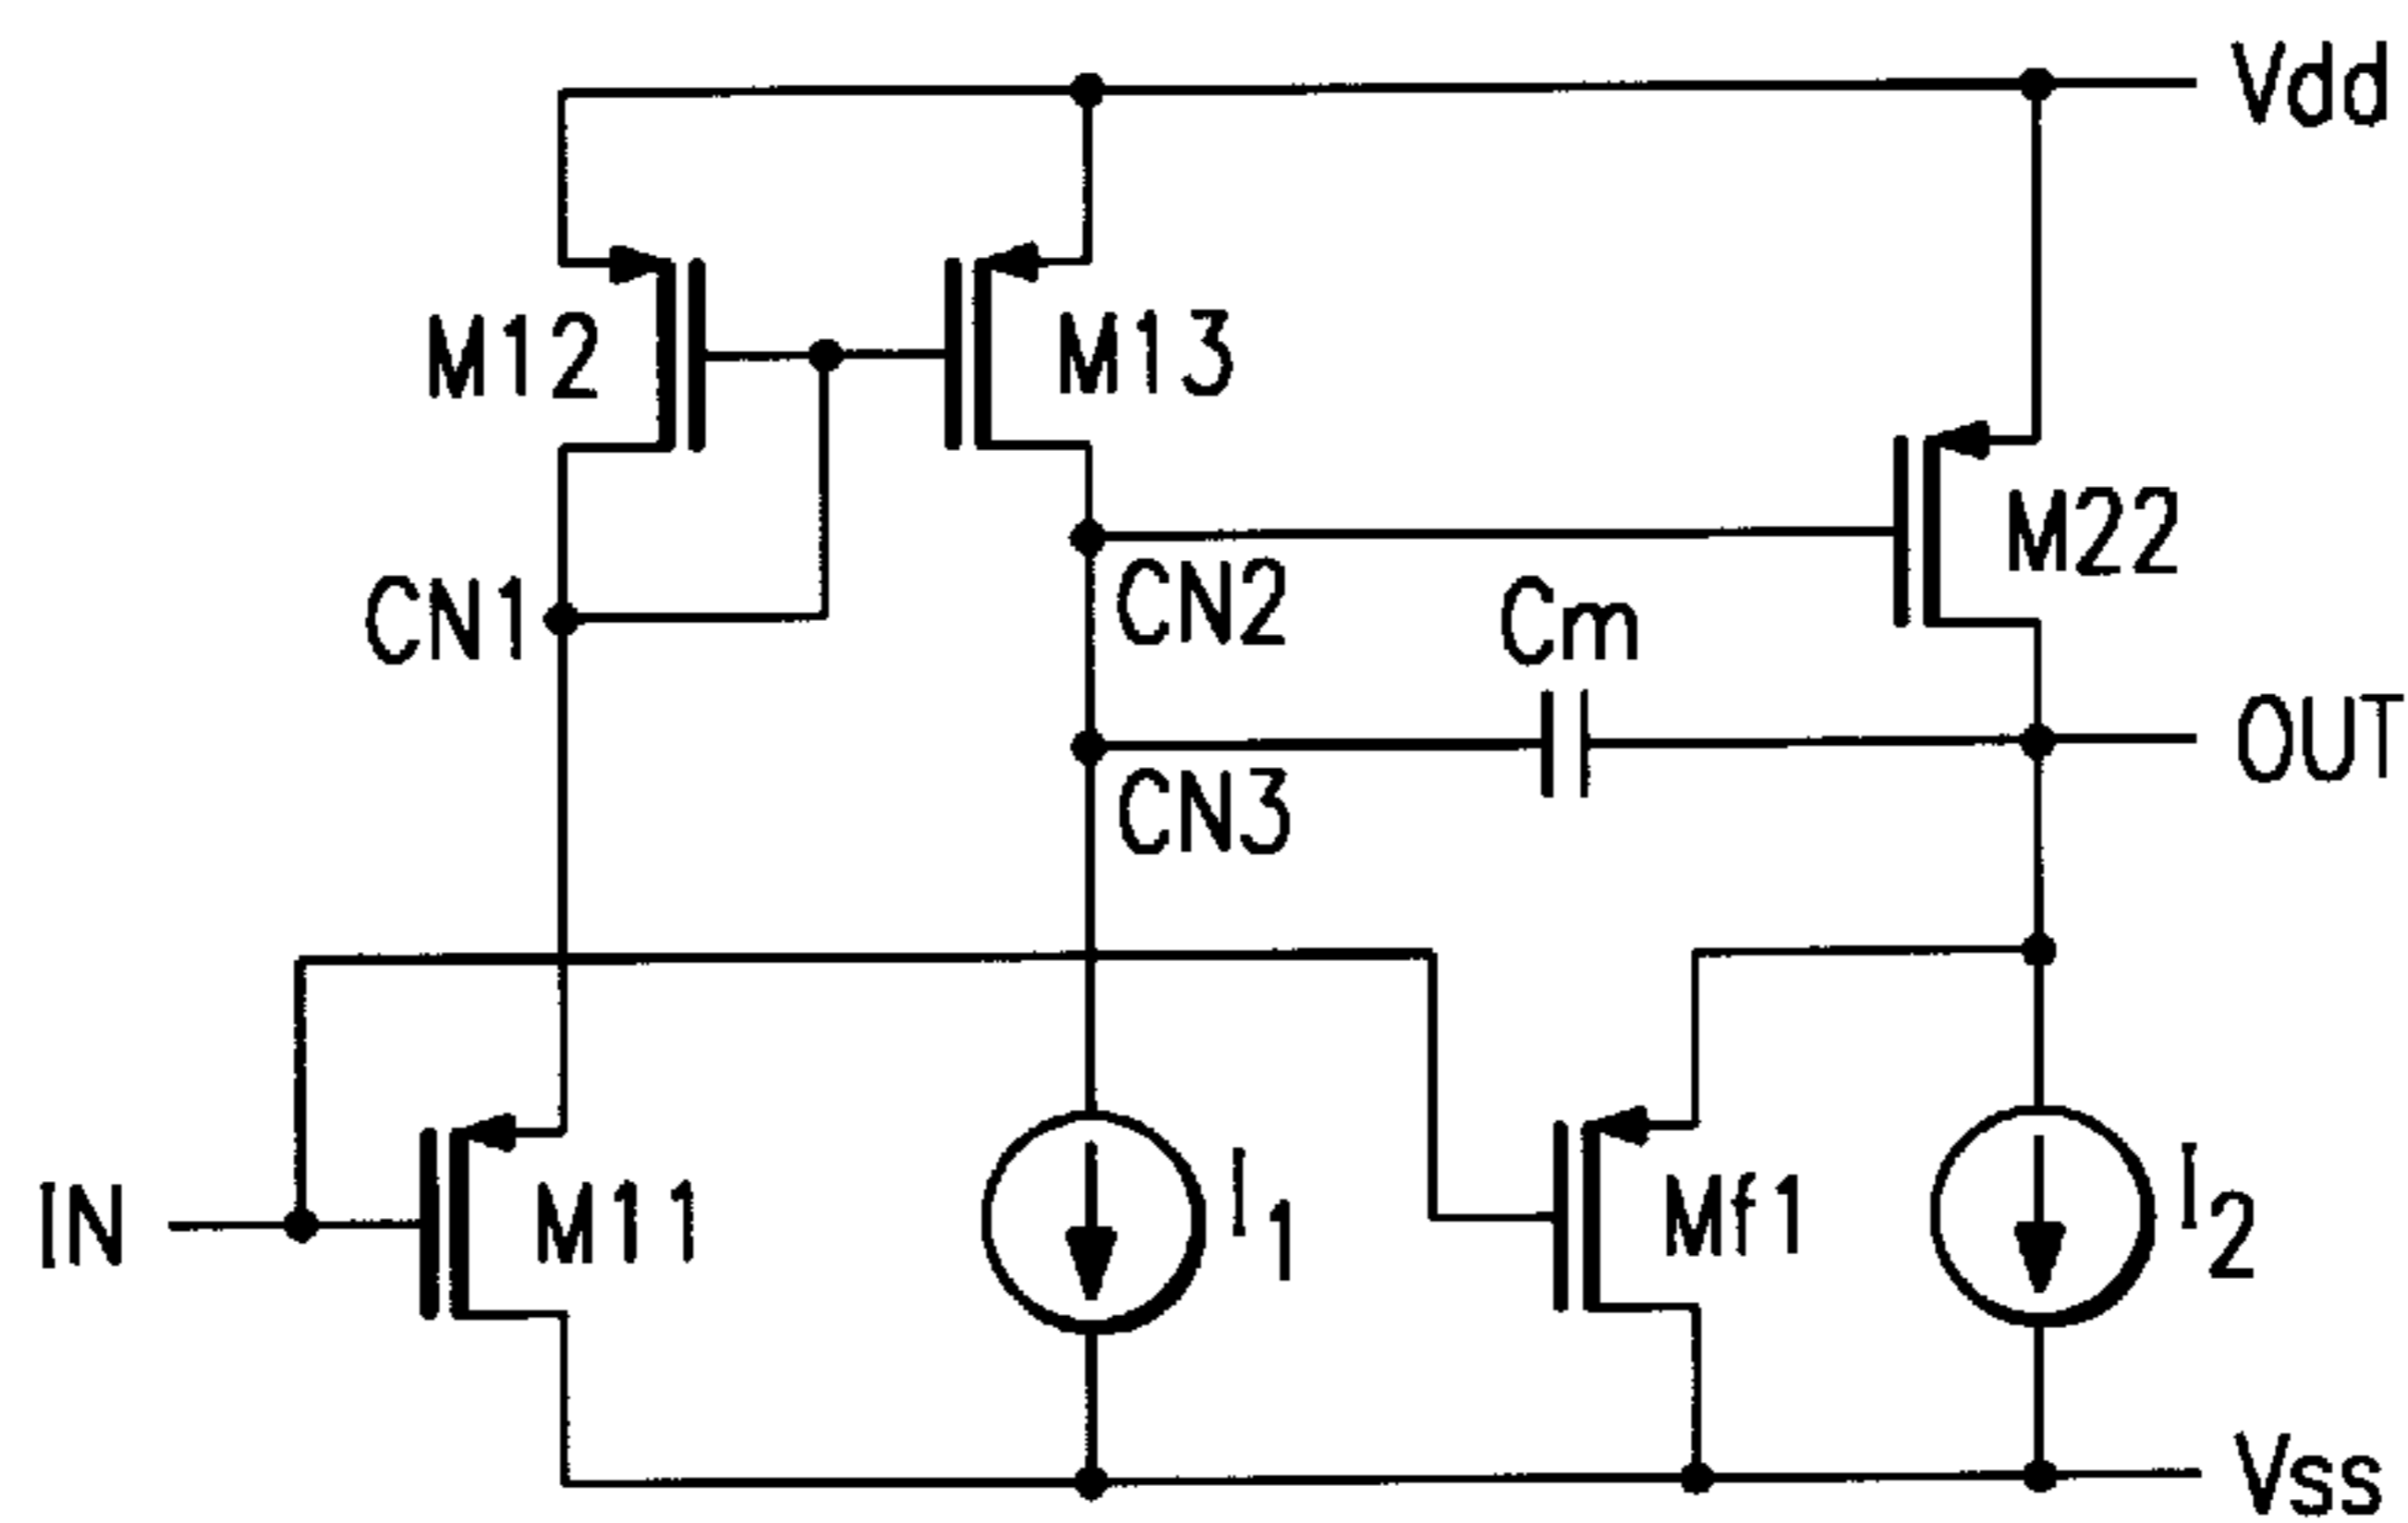 Vdd
M12
M13
M22
CN1
CN2
Cm
OUT
CN3
IN
M11
I1
Mf1
I2
Vss